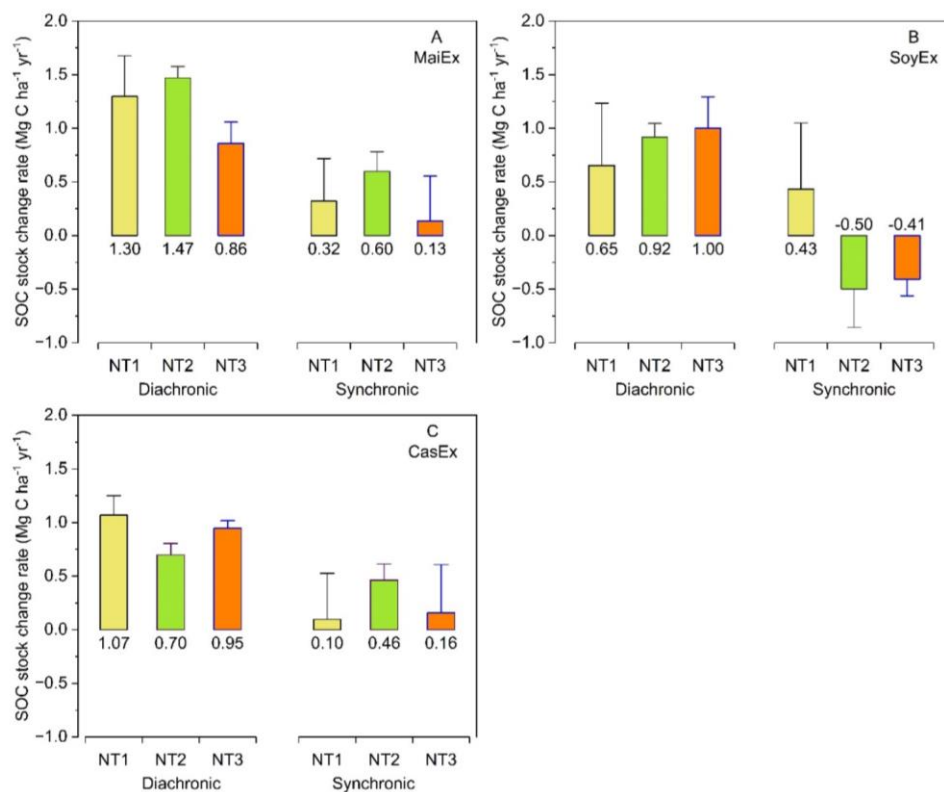 A
MaiEx
SOC stock change rate (Mg C ha⁻¹ yr⁻¹)
2.0
1.5
1.0
0.5
0.0
−0.5
−1.0
1.30 1.47 0.86 0.32 0.60 0.13
NT1 NT2 NT3 NT1 NT2 NT3
Diachronic Synchronic
B
SoyEx
SOC stock change rate (Mg C ha⁻¹ yr⁻¹)
2.0
1.5
1.0
0.5
0.0
−0.5
−1.0
-0.50 -0.41
0.65 0.92 1.00 0.43
NT1 NT2 NT3 NT1 NT2 NT3
Diachronic Synchronic
C
CasEx
SOC stock change rate (Mg C ha⁻¹ yr⁻¹)
2.0
1.5
1.0
0.5
0.0
−0.5
−1.0
1.07 0.70 0.95 0.10 0.46 0.16
NT1 NT2 NT3 NT1 NT2 NT3
Diachronic Synchronic